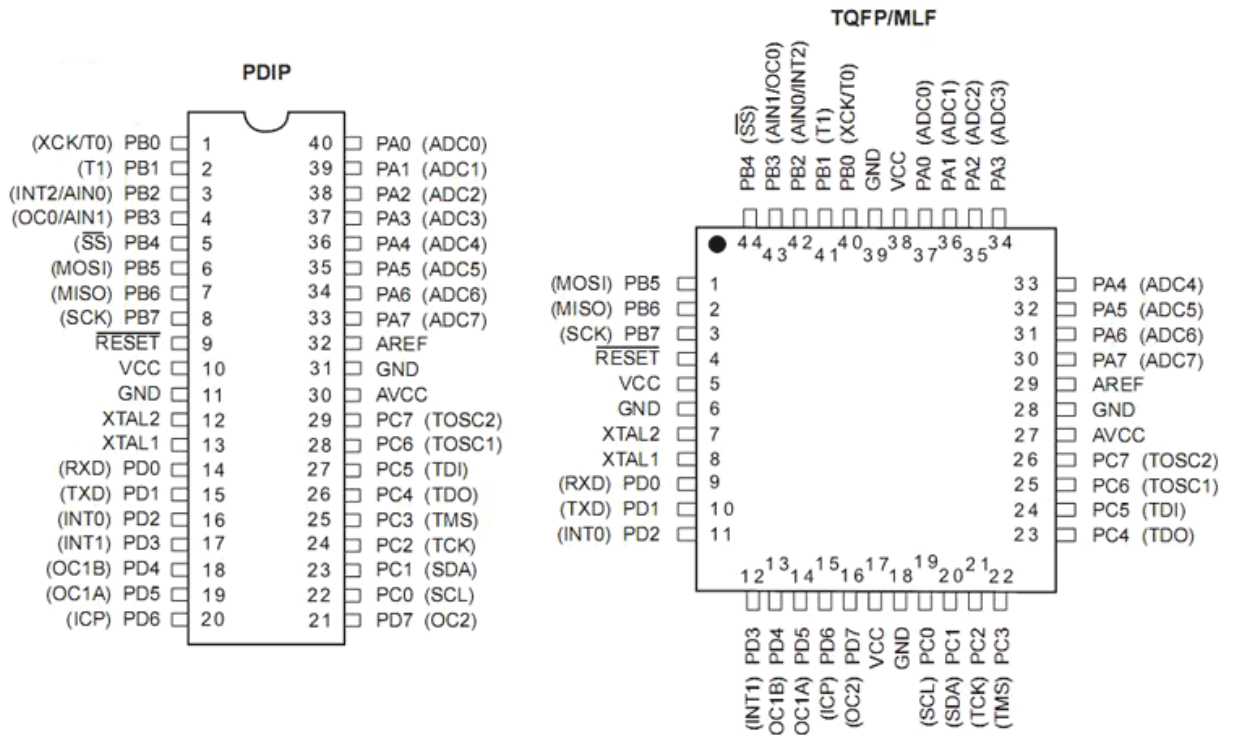 TQFP/MLF
PDIP
(XCK/T0) PB0 1 40 PA0 (ADC0)
(T1) PB1 2 39 PA1 (ADC1)
(INT2/AIN0) PB2 3 38 PA2 (ADC2)
(OC0/AIN1) PB3 4 37 PA3 (ADC3)
(SS) PB4 5 36 PA4 (ADC4)
(MOSI) PB5 6 35 PA5 (ADC5)
(MISO) PB6 7 34 PA6 (ADC6)
(SCK) PB7 8 33 PA7 (ADC7)
RESET 9 32 AREF
VCC 10 31 GND
GND 11 30 AVCC
XTAL2 12 29 PC7 (TOSC2)
XTAL1 13 28 PC6 (TOSC1)
(RXD) PD0 14 27 PC5 (TDI)
(TXD) PD1 15 26 PC4 (TDO)
(INT0) PD2 16 25 PC3 (TMS)
(INT1) PD3 17 24 PC2 (TCK)
(OC1B) PD4 18 23 PC1 (SDA)
(OC1A) PD5 19 22 PC0 (SCL)
(ICP) PD6 20 21 PD7 (OC2)
PB4 (SS)
PB3 (AIN1/OC0)
PB2 (AIN0/INT2)
PB1 (T1)
PB0 (XCK/T0)
GND
VCC
PA0 (ADC0)
PA1 (ADC1)
PA2 (ADC2)
PA3 (ADC3)
44 43 42 41 40 39 38 37 36 35 34
(MOSI) PB5 1 33 PA4 (ADC4)
(MISO) PB6 2 32 PA5 (ADC5)
(SCK) PB7 3 31 PA6 (ADC6)
RESET 4 30 PA7 (ADC7)
VCC 5 29 AREF
GND 6 28 GND
XTAL2 7 27 AVCC
XTAL1 8 26 PC7 (TOSC2)
(RXD) PD0 9 25 PC6 (TOSC1)
(TXD) PD1 10 24 PC5 (TDI)
(INT0) PD2 11 23 PC4 (TDO)
12 13 14 15 16 17 18 19 20 21 22
(INT1) PD3
OC1B) PD4
OC1A) PD5
(ICP) PD6
(OC2) PD7
VCC
GND
(SCL) PC0
(SDA) PC1
(TCK) PC2
(TMS) PC3